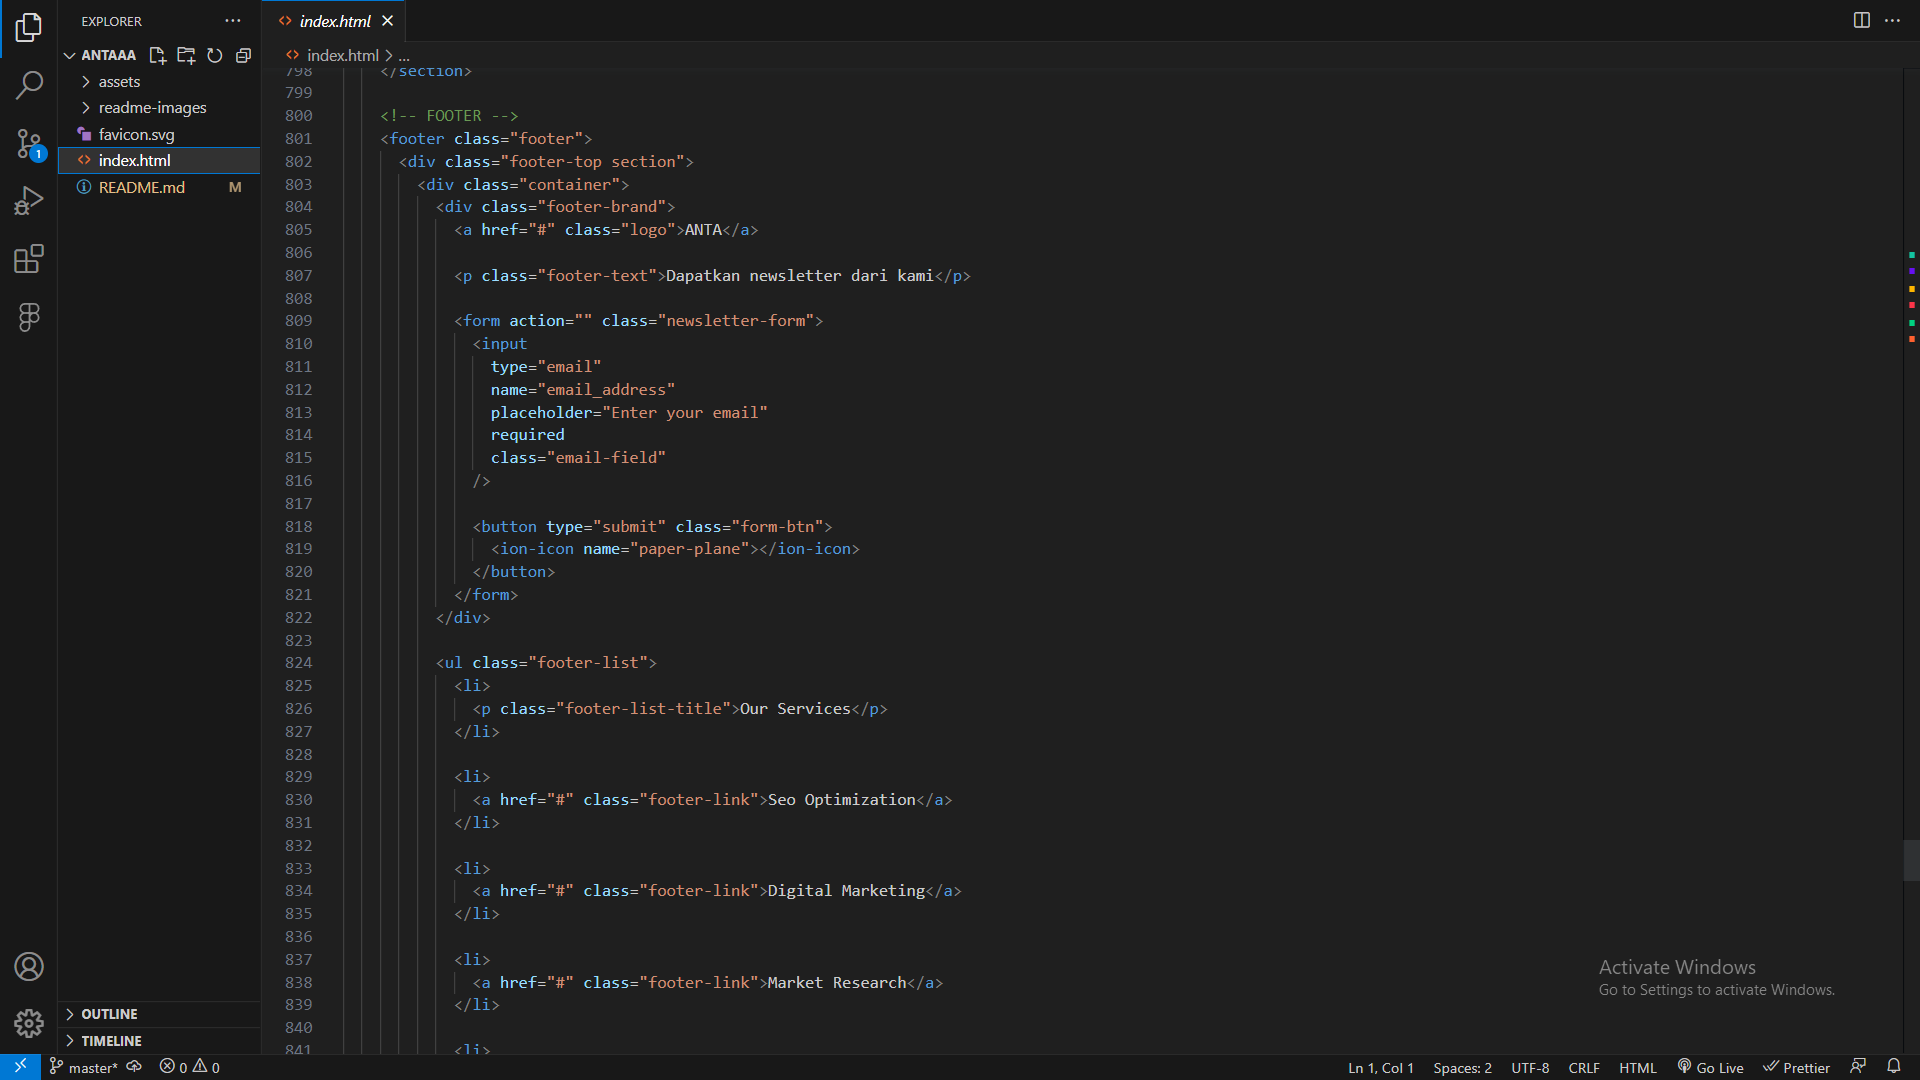 EXPLORER
ANTAAA
assets
readme-images
favicon.svg
index.html
README.md M
OUTLINE
TIMELINE
1
index.html
index.html > ...
798 </section>
799
800 <!-- FOOTER -->
801 <footer class="footer">
802 <div class="footer-top section">
803 <div class="container">
804 <div class="footer-brand">
805 <a href="#" class="logo">ANTA</a>
806
807 <p class="footer-text">Dapatkan newsletter dari kami</p>
808
809 <form action="" class="newsletter-form">
810 <input
811 type="email"
812 name="email_address"
813 placeholder="Enter your email"
814 required
815 class="email-field"
816 />
817
818 <button type="submit" class="form-btn">
819 <ion-icon name="paper-plane"></ion-icon>
820 </button>
821 </form>
822 </div>
823
824 <ul class="footer-list">
825 <li>
826 <p class="footer-list-title">Our Services</p>
827 </li>
828
829 <li>
830 <a href="#" class="footer-link">Seo Optimization</a>
831 </li>
832
833 <li>
834 <a href="#" class="footer-link">Digital Marketing</a>
835 </li>
836
837 <li>
838 <a href="#" class="footer-link">Market Research</a>
839 </li>
840
841 <li>
Activate Windows
Go to Settings to activate Windows.
master* 0 0 Ln 1, Col 1 Spaces: 2 UTF-8 CRLF HTML Go Live Prettier